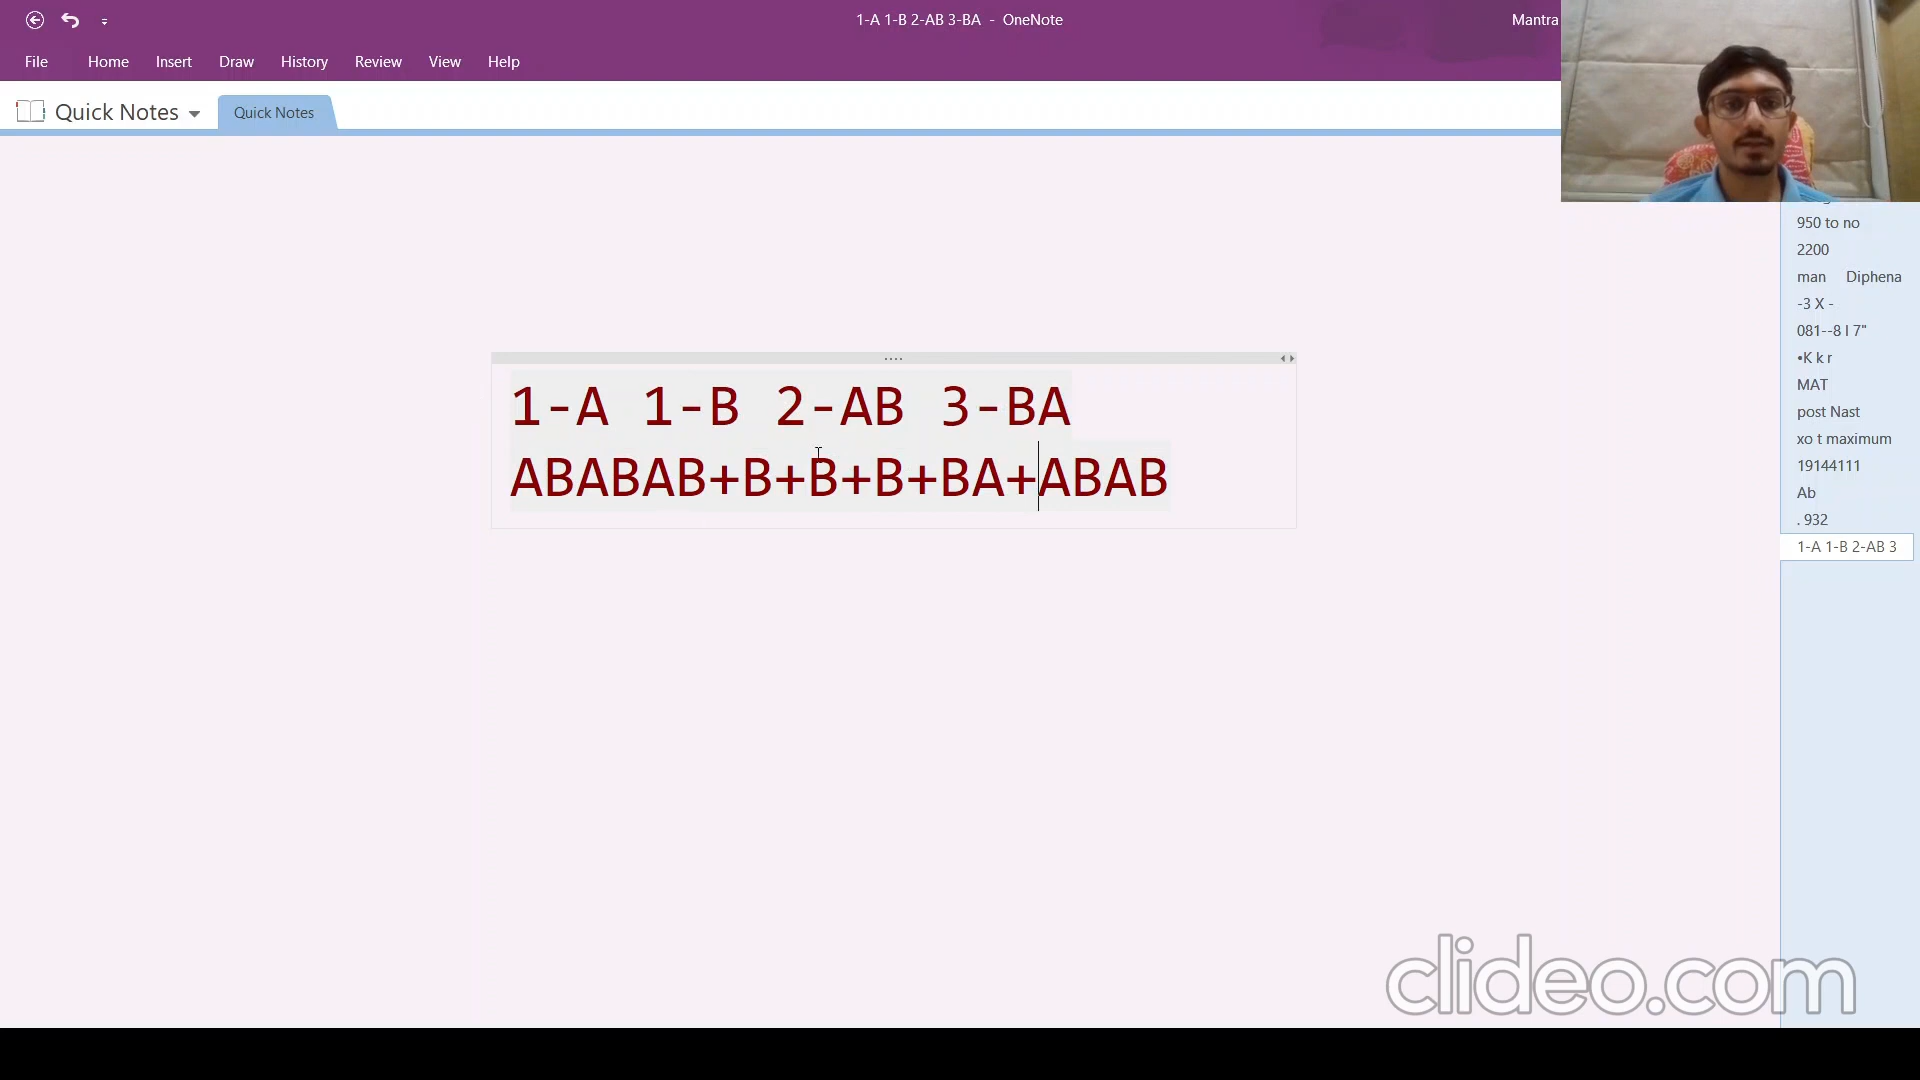 1-A 1-B 2-AB 3-BA - OneNote
Mantra
File Home Insert Draw History Review View Help
Quick Notes
Quick Notes
950 to no
2200
man Diphena
-3 X -
081--8 I 7"
•K k r
MAT
post Nast
xo t maximum
19144111
Ab
. 932
1-A 1-B 2-AB 3
1-A 1-B 2-AB 3-BA
ABABAB+B+B+B+BA+ABAB
clideo.com